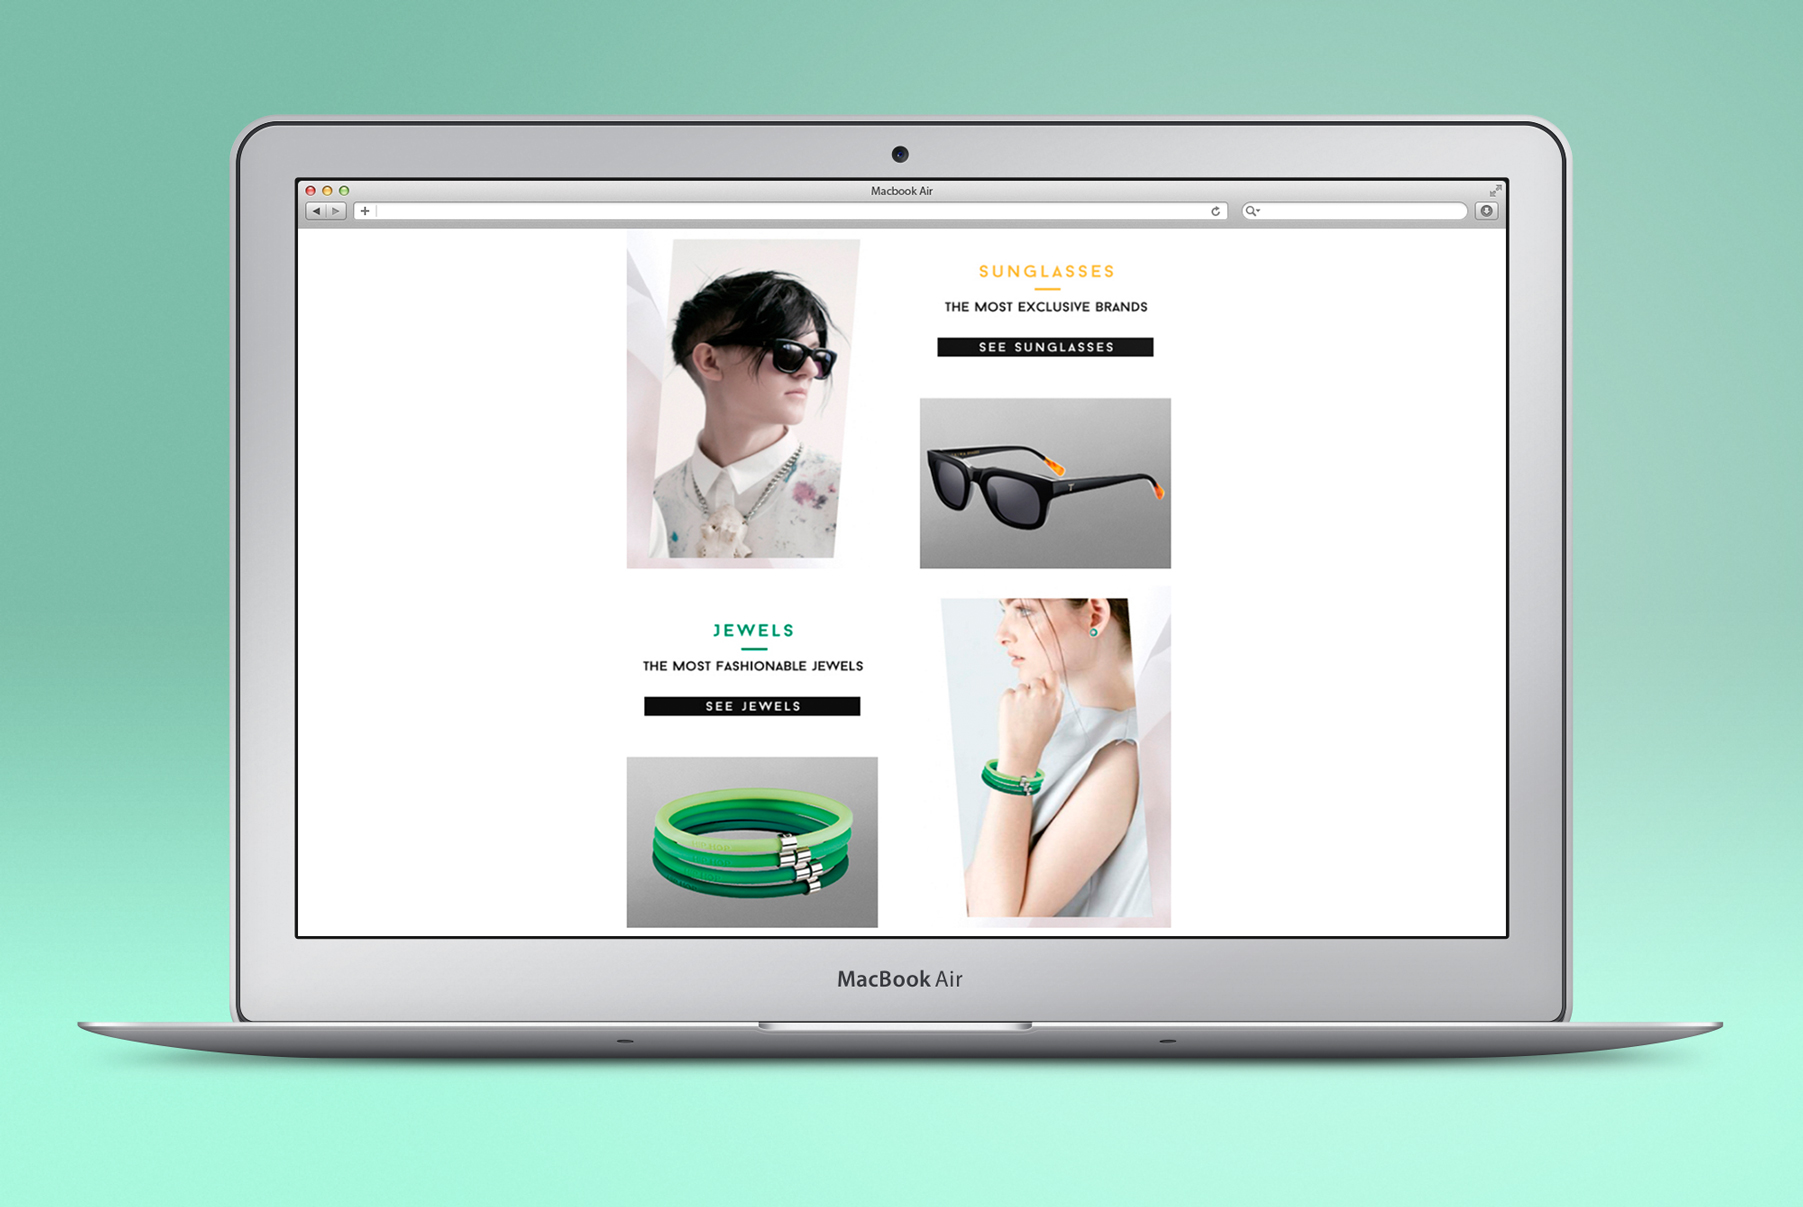 Macbook Air
SUNGLASSES
THE MOST EXCLUSIVE BRANDS
SEE SUNGLASSES
JEWELS
THE MOST FASHIONABLE JEWELS
SEE JEWELS
MacBook Air